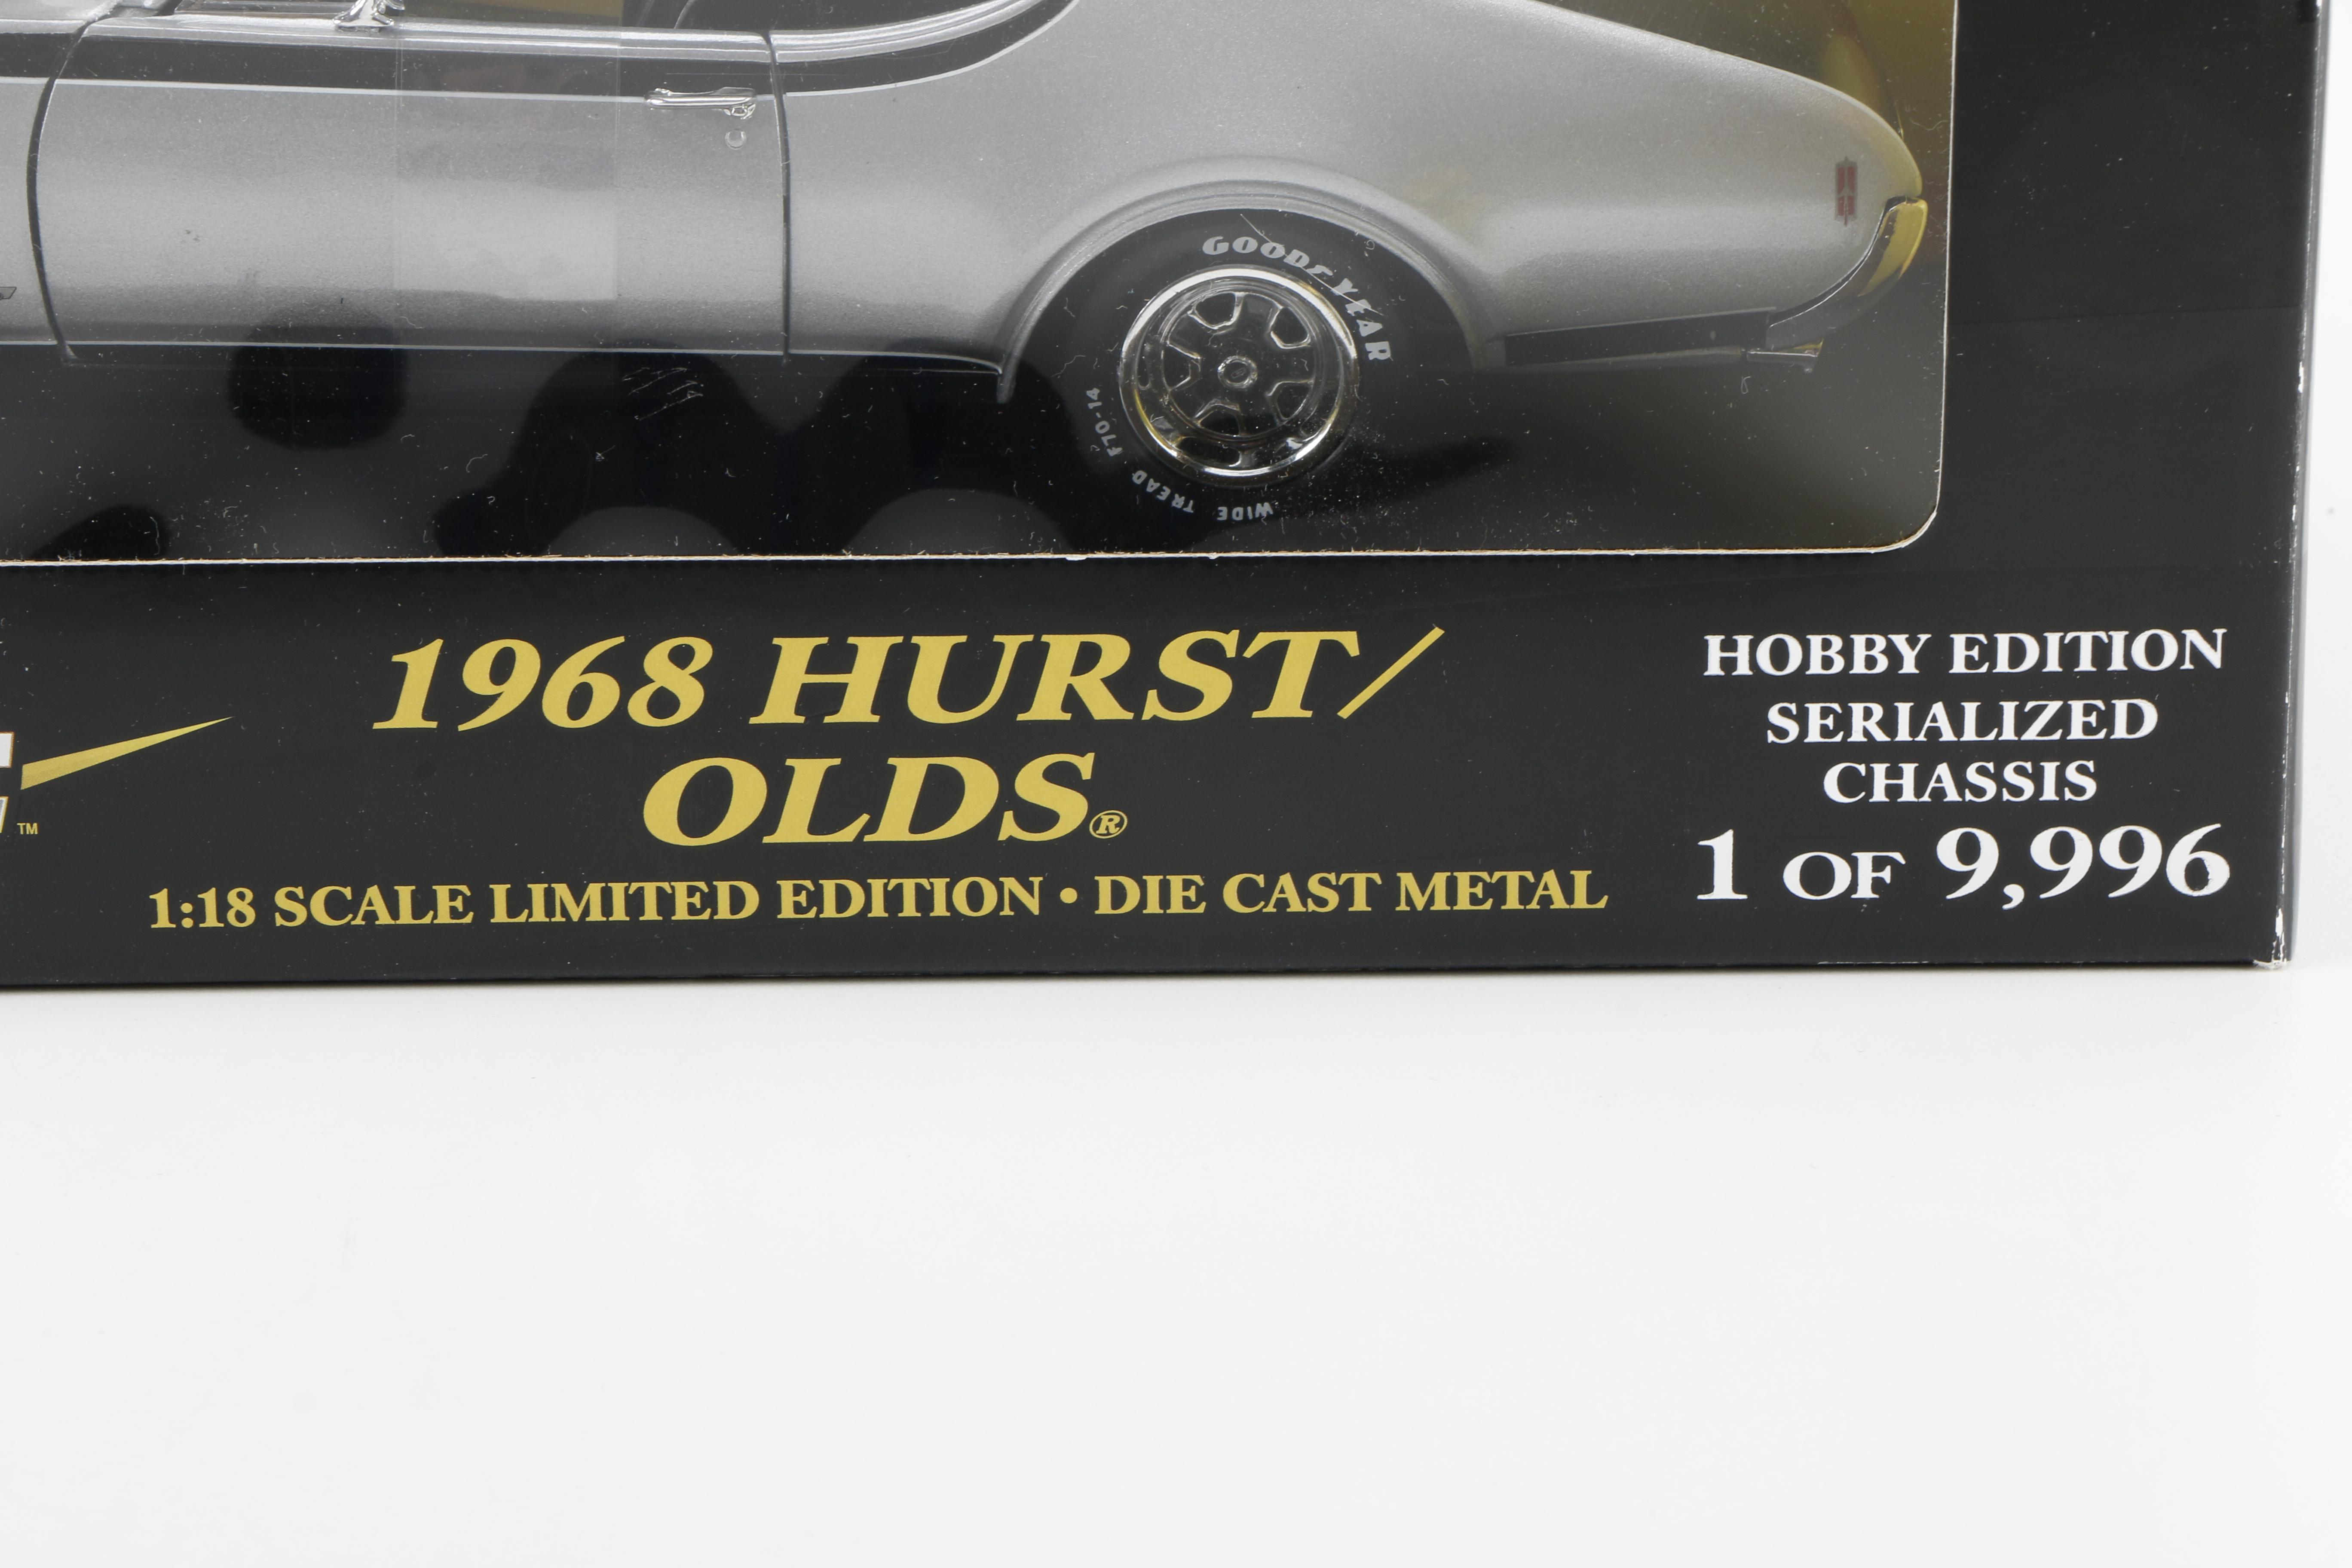 GOODYEAR
F70-14
WIDE TREAD
1968 HURST/
OLDS®
TM
1:18 SCALE LIMITED EDITION • DIE CAST METAL
HOBBY EDITION
SERIALIZED
CHASSIS
1 OF 9,996